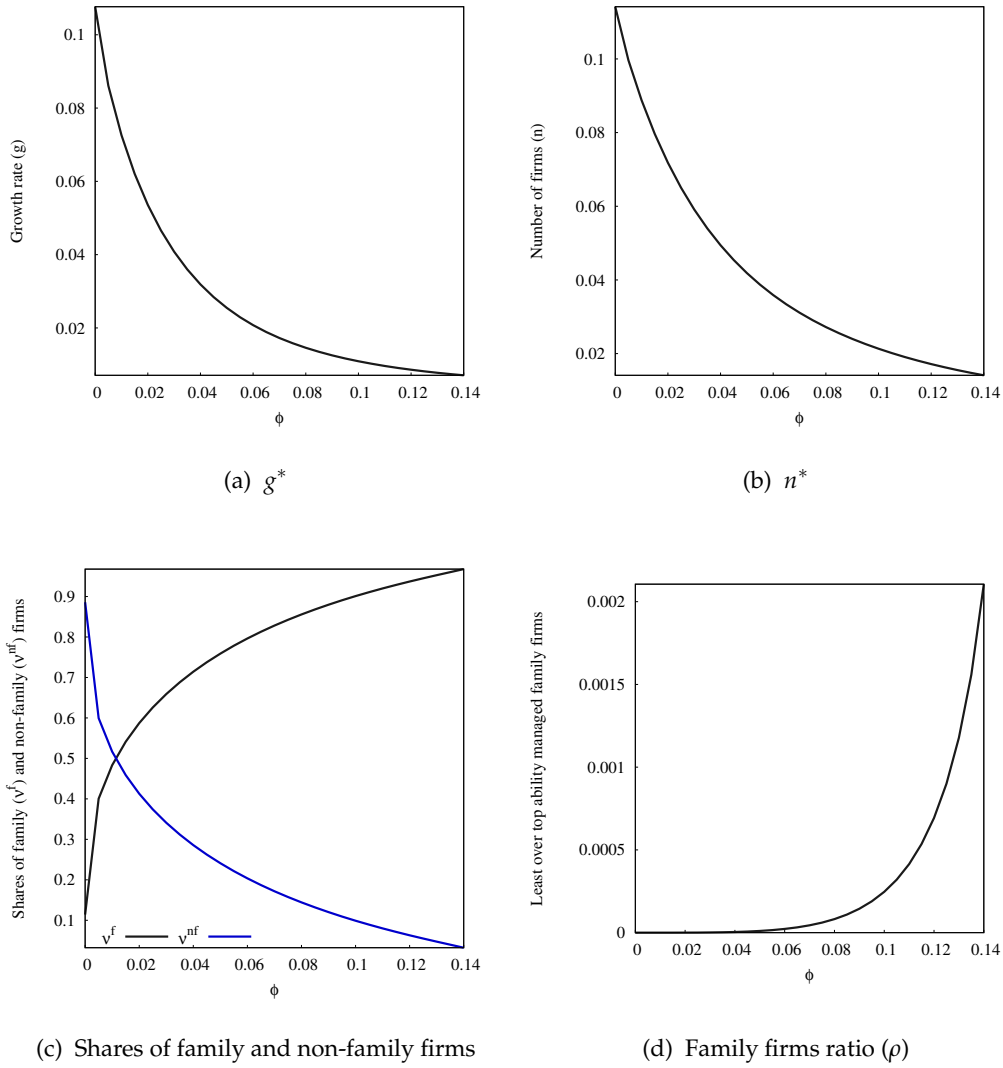 0.1
0.08
0.06
0.04
0.02
Growth rate (g)
0 0.02 0.04 0.06 0.08 0.1 0.12 0.14
ϕ
(a) g*
0.1
0.08
0.06
0.04
0.02
Number of firms (n)
0 0.02 0.04 0.06 0.08 0.1 0.12 0.14
ϕ
(b) n*
0.9
0.8
0.7
0.6
0.5
0.4
0.3
0.2
0.1
Shares of family (νᶠ) and non-family (νⁿᶠ) firms
νᶠ νⁿᶠ
0 0.02 0.04 0.06 0.08 0.10 0.12 0.14
ϕ
(c) Shares of family and non-family firms
0.002
0.0015
0.001
0.0005
0
Least over top ability managed family firms
0 0.02 0.04 0.06 0.08 0.1 0.12 0.14
ϕ
(d) Family firms ratio (ρ)